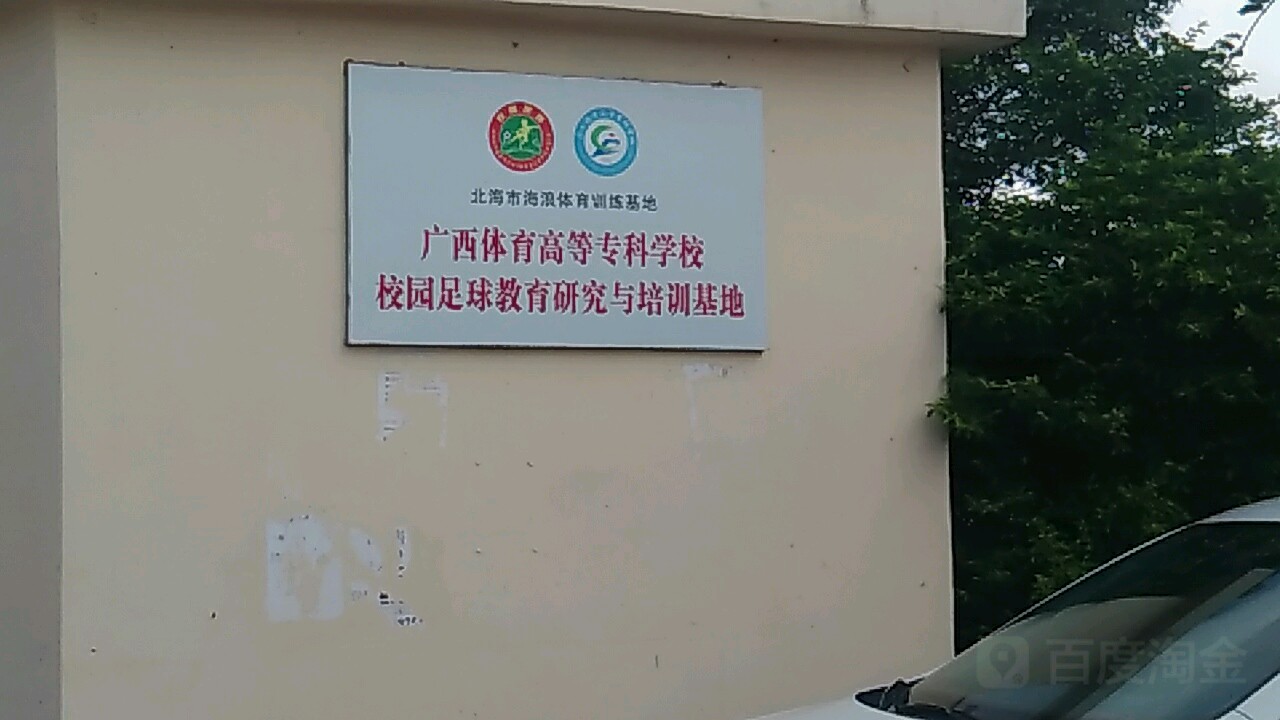 北海市海浪体育训练基地
广西体育高等专科学校
校园足球教育研究与培训基地
百度淘金